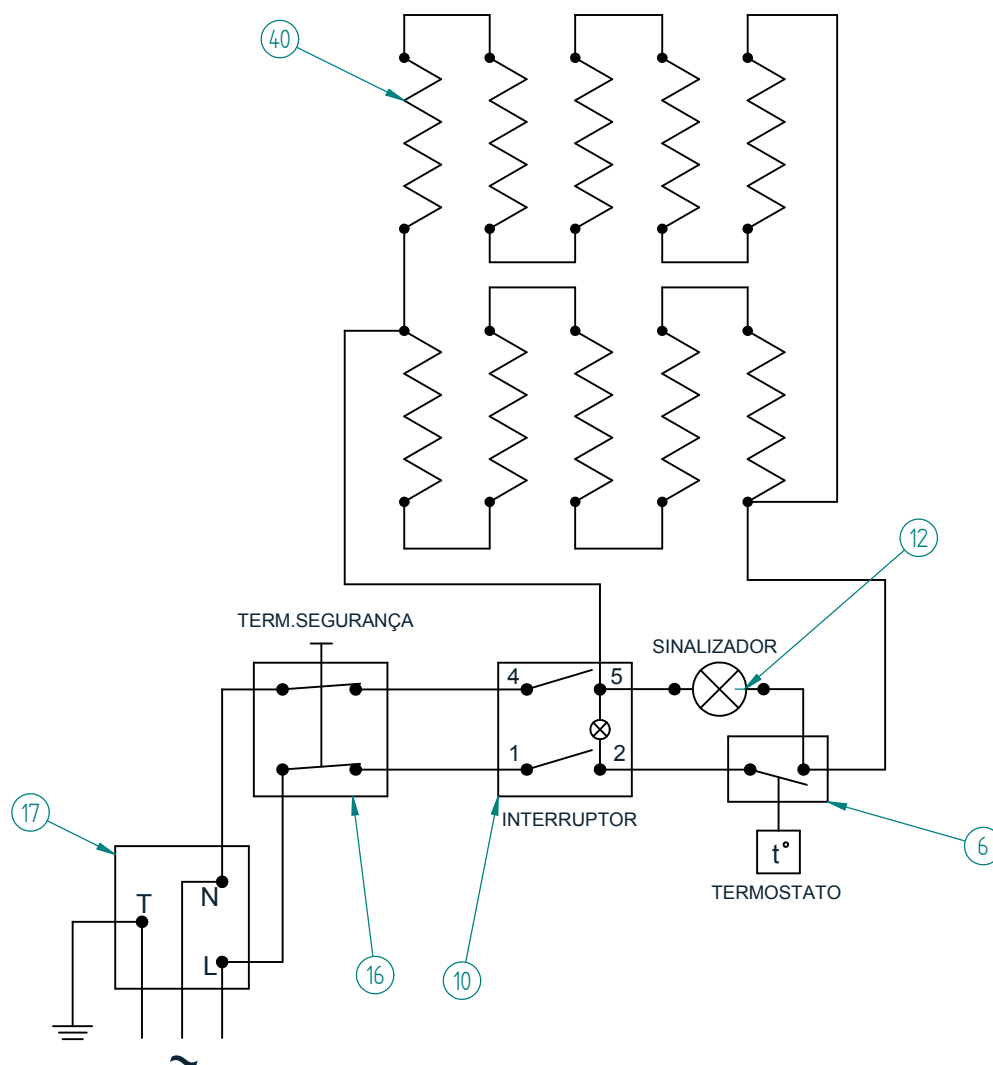 40
12
TERM.SEGURANÇA
SINALIZADOR
4
5
1
2
INTERRUPTOR
17
6
t°
TERMOSTATO
T
N
L
16
10
~